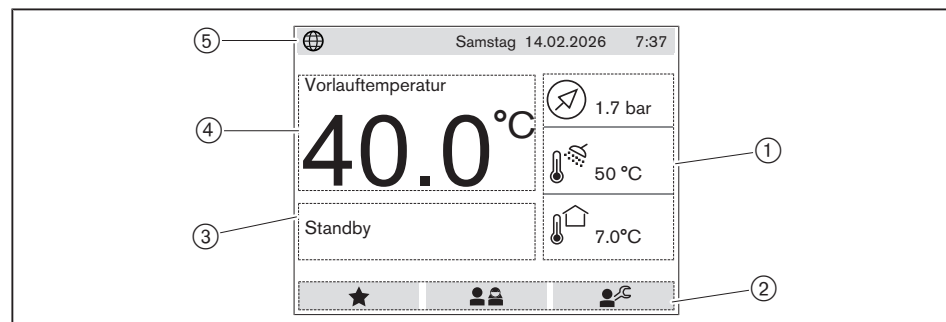 ⑤
Samstag 14.02.2026 7:37
Vorlauftemperatur
④
40.0°C
1.7 bar
①
50 °C
③
Standby
7.0°C
②